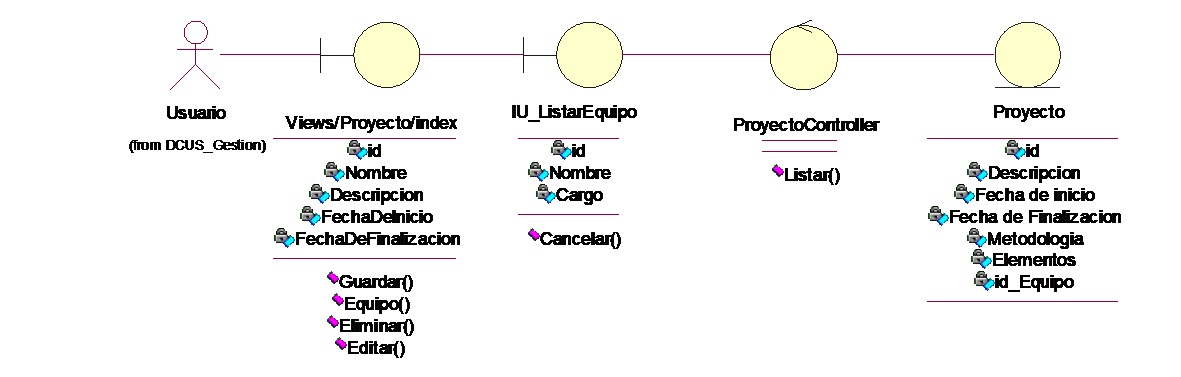 Usuario
(from DCUS_Gestion)
Views/Proyecto/index
id
Nombre
Descripcion
FechaDeInicio
FechaDeFinalizacion
Guardar()
Equipo()
Eliminar()
Editar()
IU_ListarEquipo
id
Nombre
Cargo
Cancelar()
ProyectoController
Listar()
Proyecto
id
Descripcion
Fecha de inicio
Fecha de Finalizacion
Metodologia
Elementos
id_Equipo